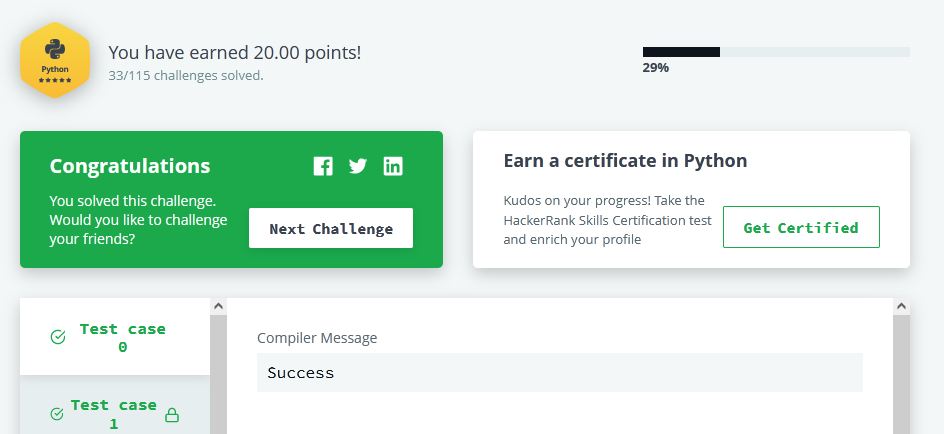 You have earned 20.00 points!
33/115 challenges solved.
Python
29%
Congratulations
You solved this challenge.
Would you like to challenge
your friends?
Next Challenge
Earn a certificate in Python
Kudos on your progress! Take the
HackerRank Skills Certification test
and enrich your profile
Get Certified
Test case
0
Test case
1
Compiler Message
Success